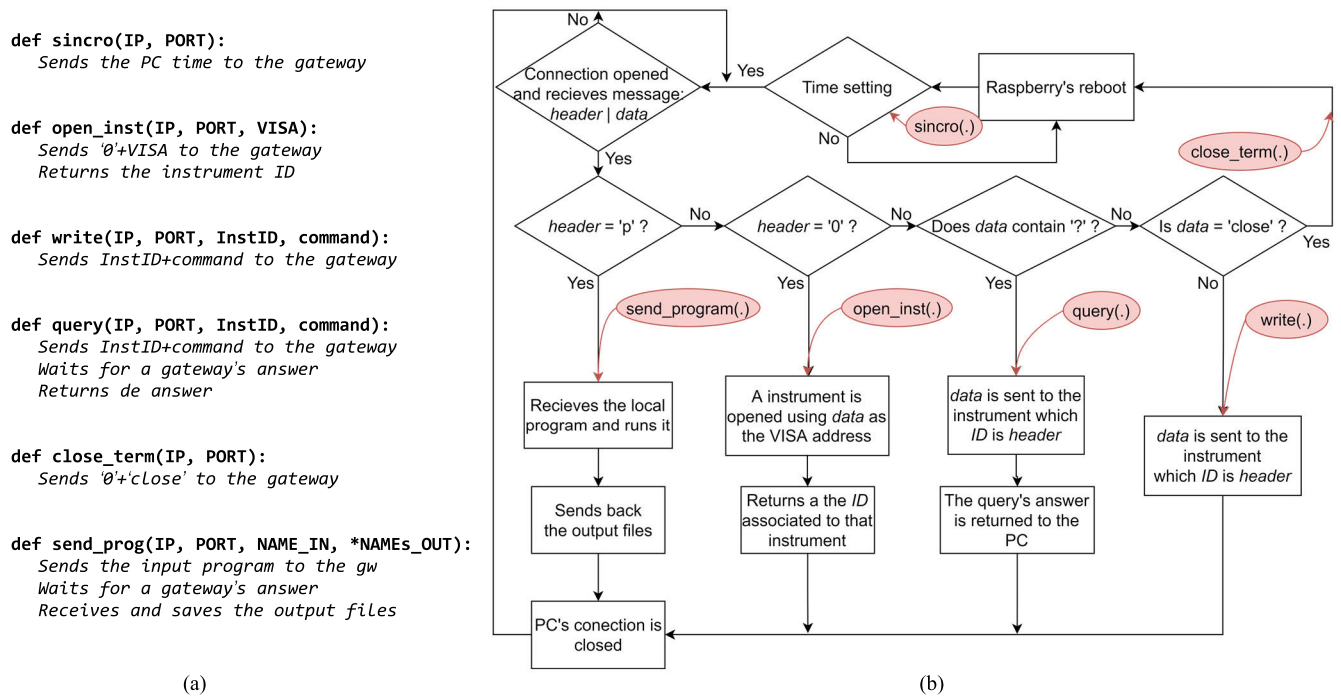 def sincro(IP, PORT):
Sends the PC time to the gateway
def open_inst(IP, PORT, VISA):
Sends ‘0’+VISA to the gateway
Returns the instrument ID
def write(IP, PORT, InstID, command):
Sends InstID+command to the gateway
def query(IP, PORT, InstID, command):
Sends InstID+command to the gateway
Waits for a gateway’s answer
Returns de answer
def close_term(IP, PORT):
Sends ‘0’+‘close’ to the gateway
def send_prog(IP, PORT, NAME_IN, *NAMEs_OUT):
Sends the input program to the gw
Waits for a gateway’s answer
Receives and saves the output files
(a)
No
Connection opened
and recieves message:
header | data
Yes
Time setting
Raspberry's reboot
No
sincro(.)
close_term(.)
Yes
header = 'p' ?
No
header = '0' ?
No
Does data contain '?' ?
No
Is data = 'close' ?
Yes
Yes
Yes
Yes
No
send_program(.)
open_inst(.)
query(.)
write(.)
Recieves the local
program and runs it
A instrument is
opened using data as
the VISA address
data is sent to the
instrument which
ID is header
data is sent to the
instrument
which ID is header
Sends back
the output files
Returns a the ID
associated to that
instrument
The query's answer
is returned to the
PC
PC's conection is
closed
(b)